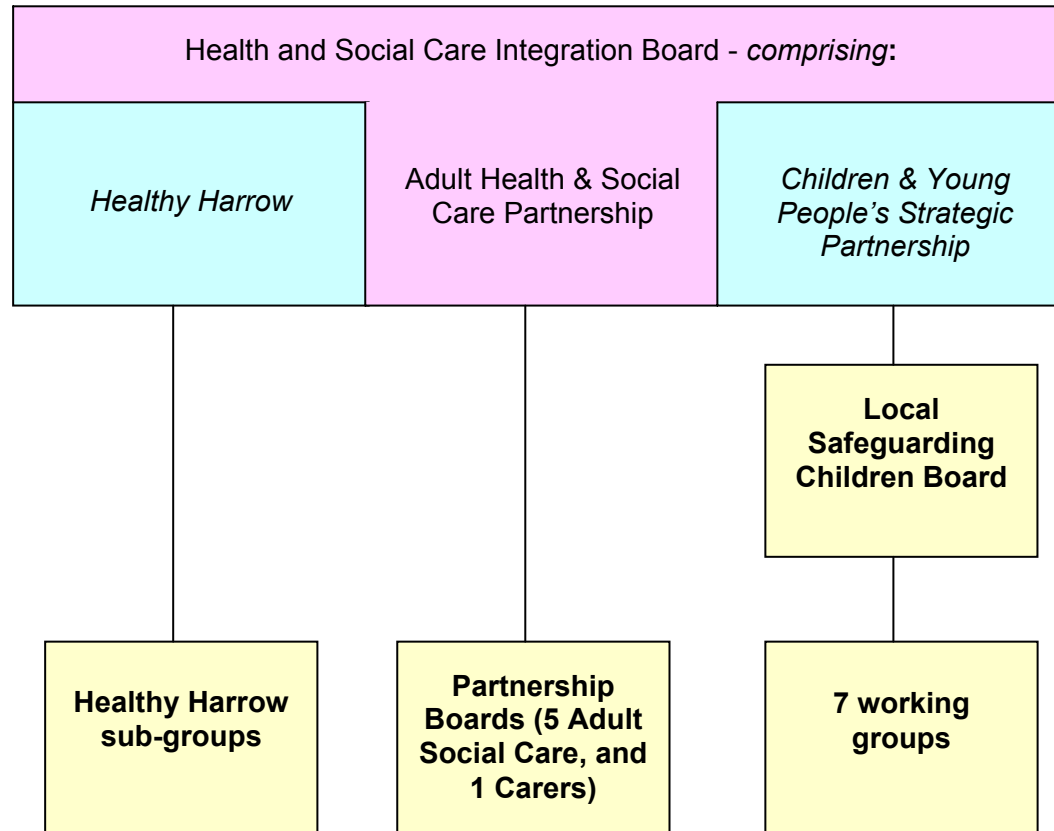 Health and Social Care Integration Board - comprising:
Healthy Harrow
Adult Health & Social
Care Partnership
Children & Young
People's Strategic
Partnership
Local
Safeguarding
Children Board
Healthy Harrow
sub-groups
Partnership
Boards (5 Adult
Social Care, and
1 Carers)
7 working
groups